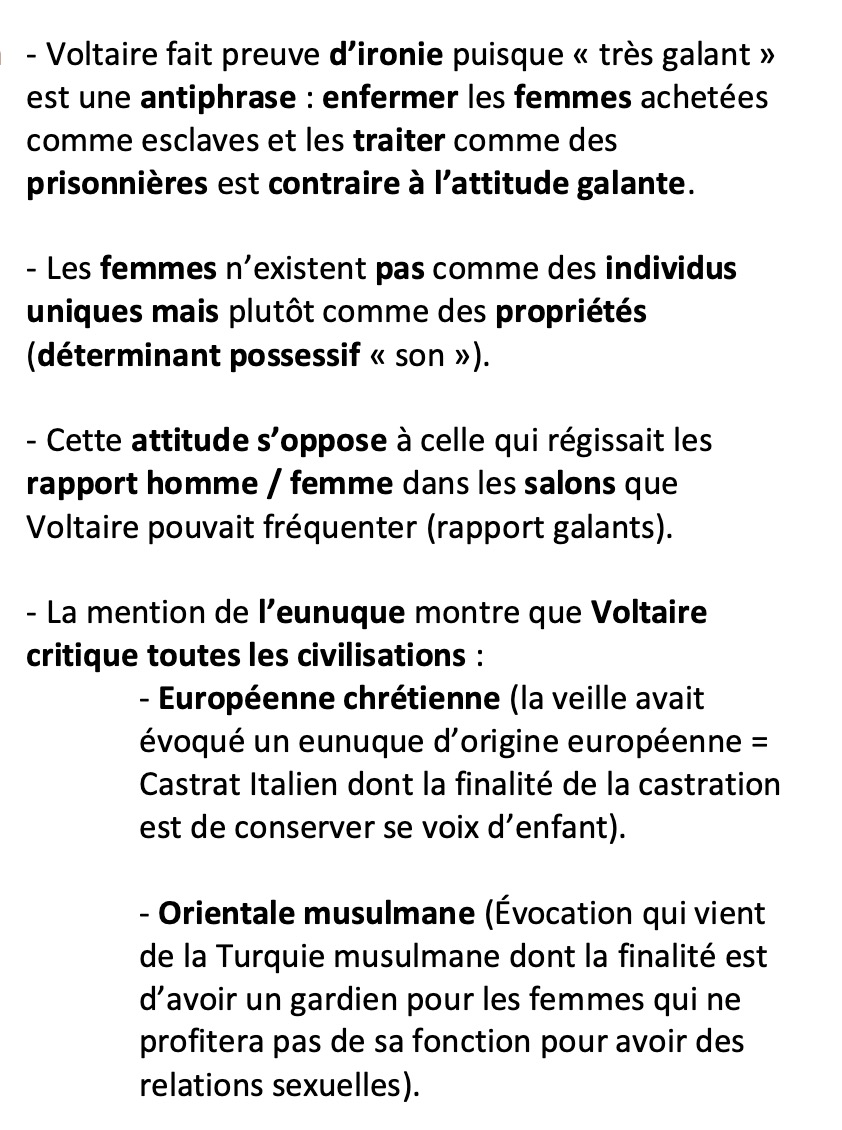 - Voltaire fait preuve d’ironie puisque « très galant »
est une antiphrase : enfermer les femmes achetées
comme esclaves et les traiter comme des
prisonnières est contraire à l’attitude galante.
- Les femmes n’existent pas comme des individus
uniques mais plutôt comme des propriétés
(déterminant possessif « son »).
- Cette attitude s’oppose à celle qui régissait les
rapport homme / femme dans les salons que
Voltaire pouvait fréquenter (rapport galants).
- La mention de l’eunuque montre que Voltaire
critique toutes les civilisations :
- Européenne chrétienne (la veille avait
évoqué un eunuque d’origine européenne =
Castrat Italien dont la finalité de la castration
est de conserver se voix d’enfant).
- Orientale musulmane (Évocation qui vient
de la Turquie musulmane dont la finalité est
d’avoir un gardien pour les femmes qui ne
profitera pas de sa fonction pour avoir des
relations sexuelles).